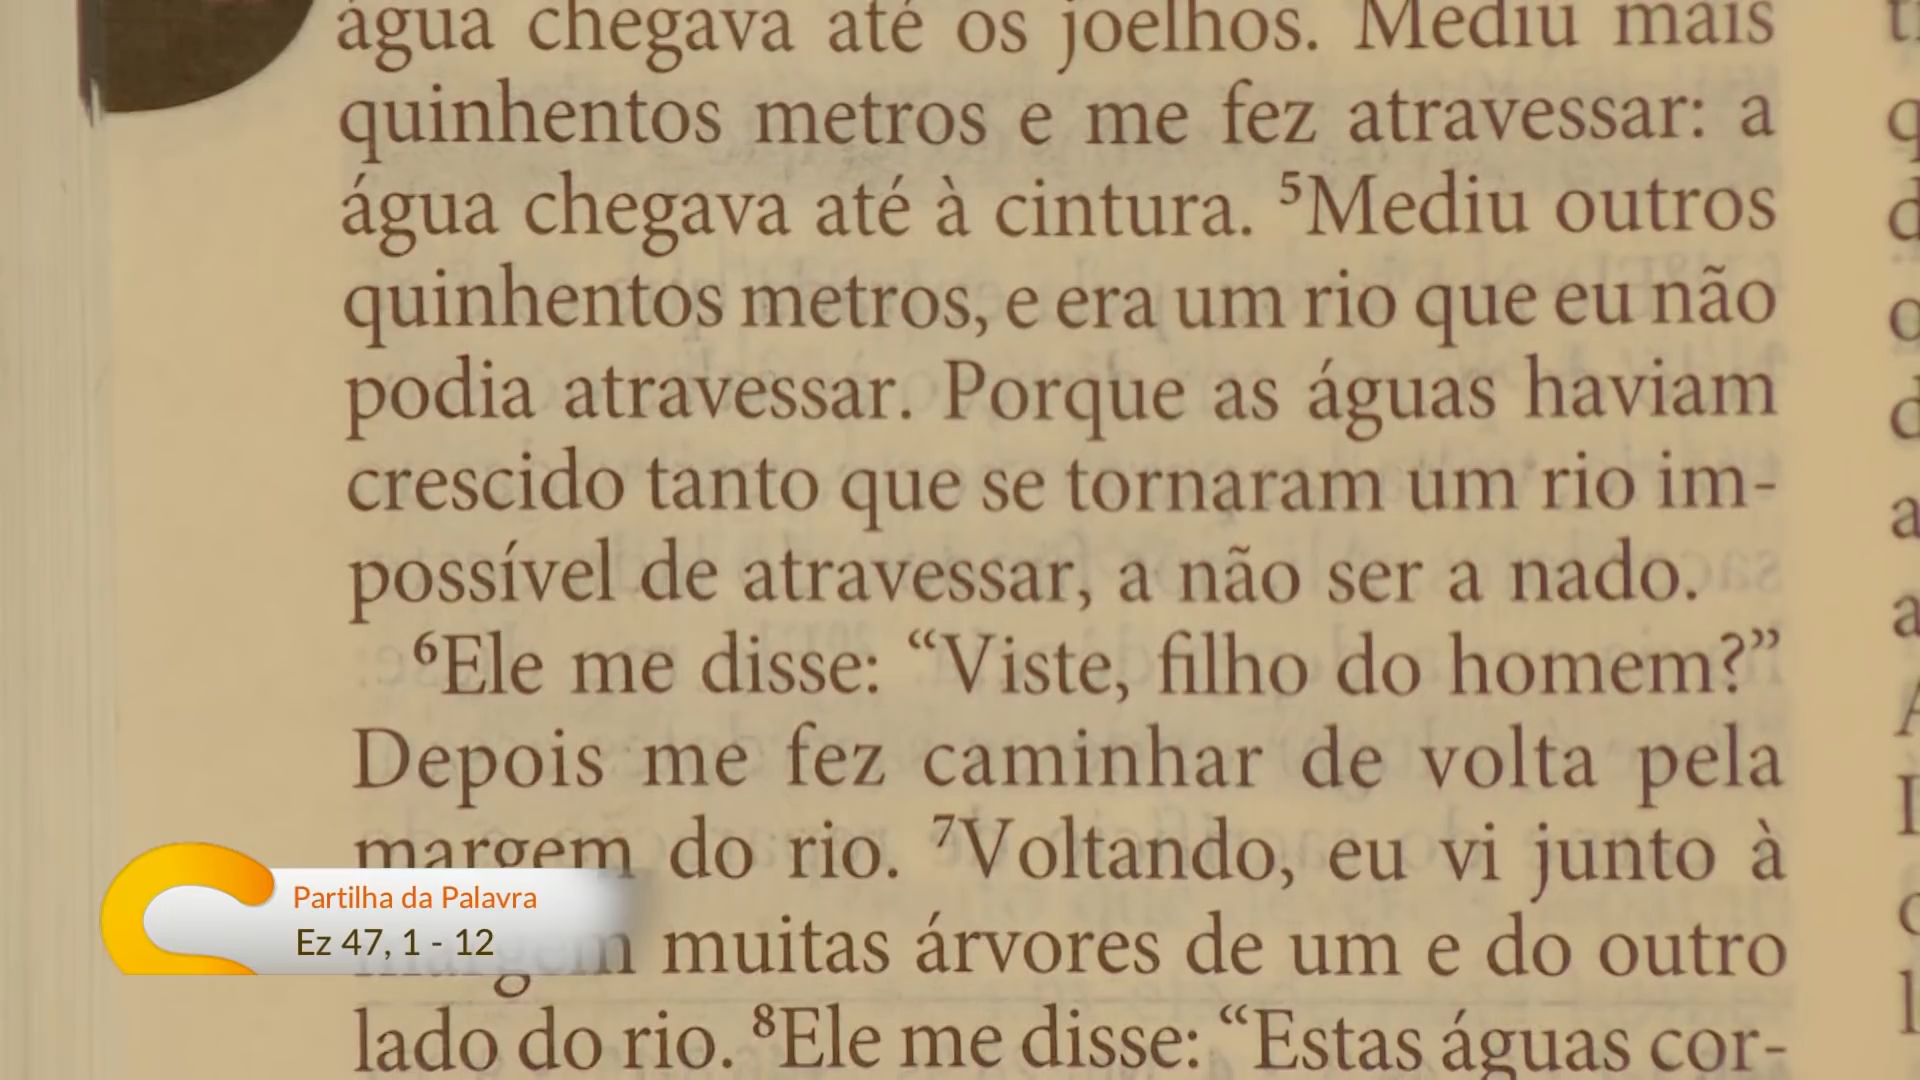 água chegava até os joelhos. Mediu mais
quinhentos metros e me fez atravessar: a
água chegava até à cintura. ⁵Mediu outros
quinhentos metros, e era um rio que eu não
podia atravessar. Porque as águas haviam
crescido tanto que se tornaram um rio im-
possível de atravessar, a não ser a nado.
⁶Ele me disse: “Viste, filho do homem?”
Depois me fez caminhar de volta pela
margem do rio. ⁷Voltando, eu vi junto à
margem muitas árvores de um e do outro
lado do rio. ⁸Ele me disse: “Estas águas cor-
Partilha da Palavra
Ez 47, 1 - 12